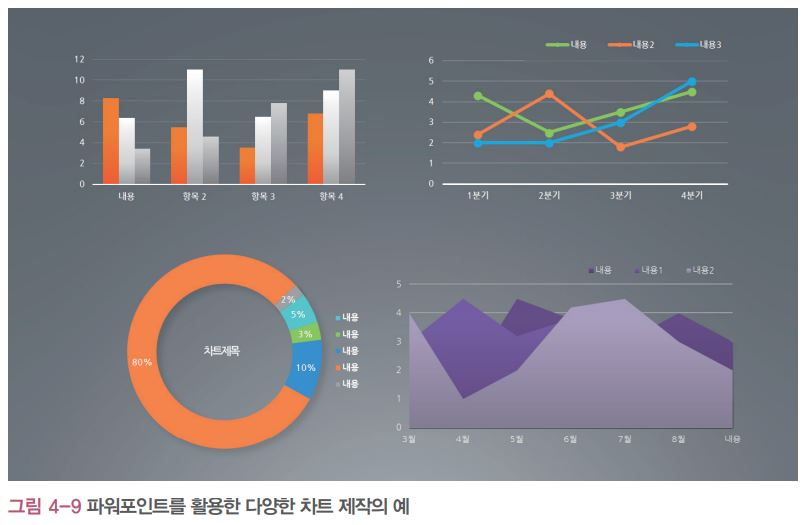 12
10
8
6
4
2
0
내용 항목 2 항목 3 항목 4
내용 내용2 내용3
6
5
4
3
2
1
0
1분기 2분기 3분기 4분기
차트제목
2%
5%
3%
10%
80%
내용
내용
내용
내용
내용
내용 내용1 내용2
5
4
3
2
1
0
3월 4월 5월 6월 7월 8월 내용
그림 4-9 파워포인트를 활용한 다양한 차트 제작의 예